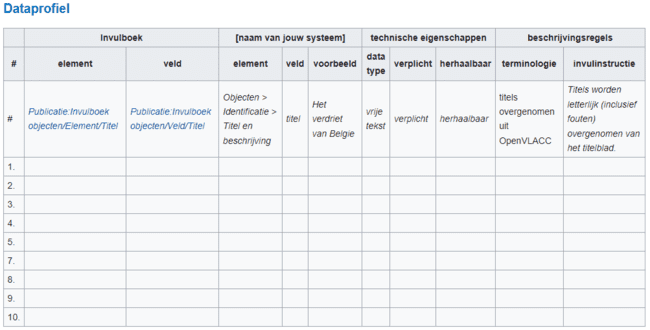 Dataprofiel
Invulboek [naam van jouw systeem] technische eigenschappen beschrijvingsregels
# element veld element veld voorbeeld data type verplicht herhaalbaar terminologie invulinstructie
# Publicatie:Invulboek objecten/Element/Titel Publicatie:Invulboek objecten/Veld/Titel Objecten > Identificatie > Titel en beschrijving titel Het verdriet van Belgie vrije tekst verplicht herhaalbaar titels overgenomen uit OpenVLACC Titels worden letterlijk (inclusief fouten) overgenomen van het titelblad.
1.
2.
3.
4.
5.
7.
8.
9.
10.